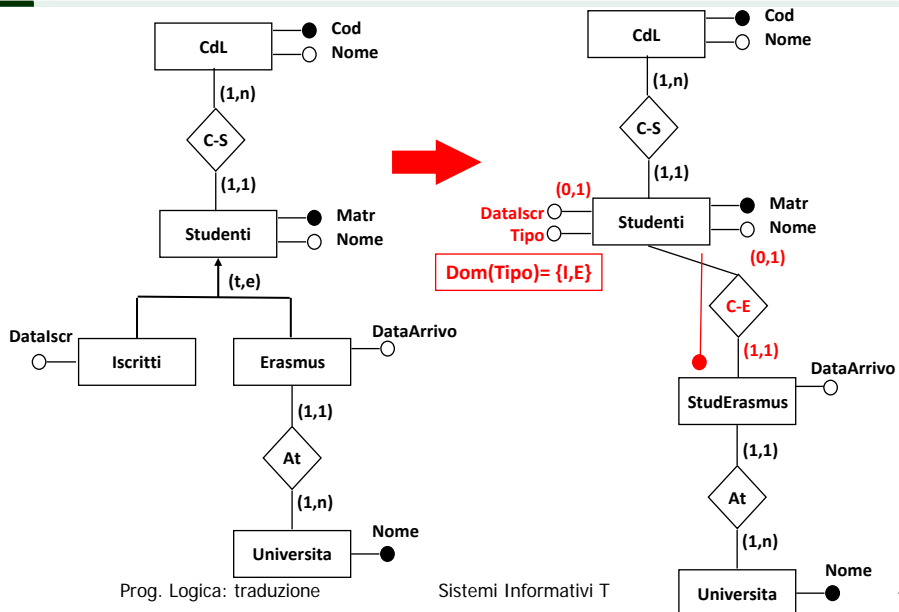 CdL
Cod
Nome
(1,n)
C-S
(1,1)
Studenti
Matr
Nome
(t,e)
DataIscr
Iscritti
Erasmus
DataArrivo
(1,1)
At
(1,n)
Universita
Nome
CdL
Cod
Nome
(1,n)
C-S
(1,1)
(0,1)
DataIscr
Tipo
Studenti
Matr
Nome
Dom(Tipo)= {I,E}
(0,1)
C-E
(1,1)
StudErasmus
DataArrivo
(1,1)
At
(1,n)
Universita
Nome
Prog. Logica: traduzione
Sistemi Informativi T